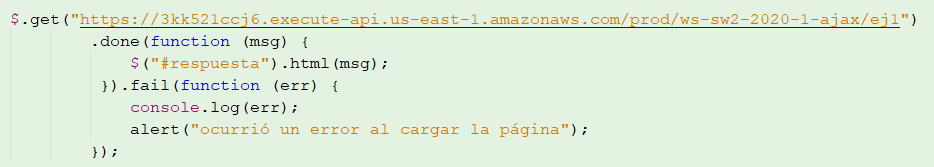 $.get("https://3kk521ccj6.execute-api.us-east-1.amazonaws.com/prod/ws-sw2-2020-1-ajax/ej1")
.done(function (msg) {
$("#respuesta").html(msg);
}).fail(function (err) {
console.log(err);
alert("ocurrió un error al cargar la página");
});